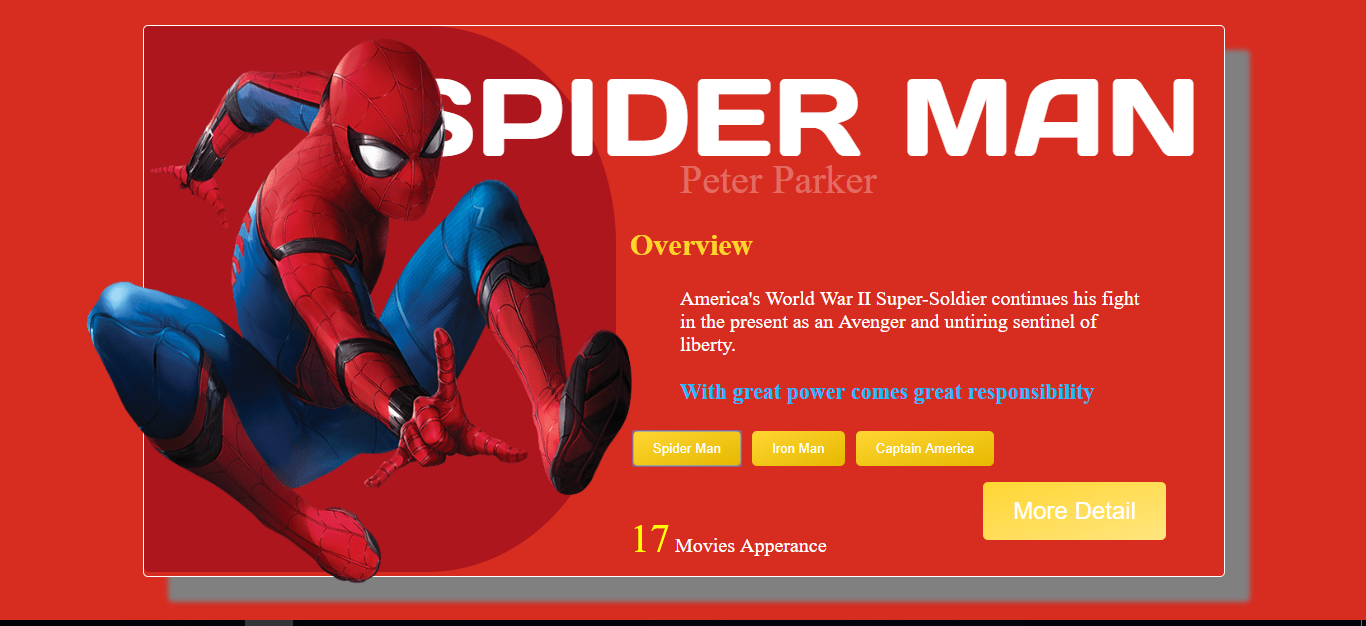 SPIDER MAN
Peter Parker
Overview
America's World War II Super-Soldier continues his fight
in the present as an Avenger and untiring sentinel of
liberty.
With great power comes great responsibility
Spider Man Iron Man Captain America
More Detail
17 Movies Apperance